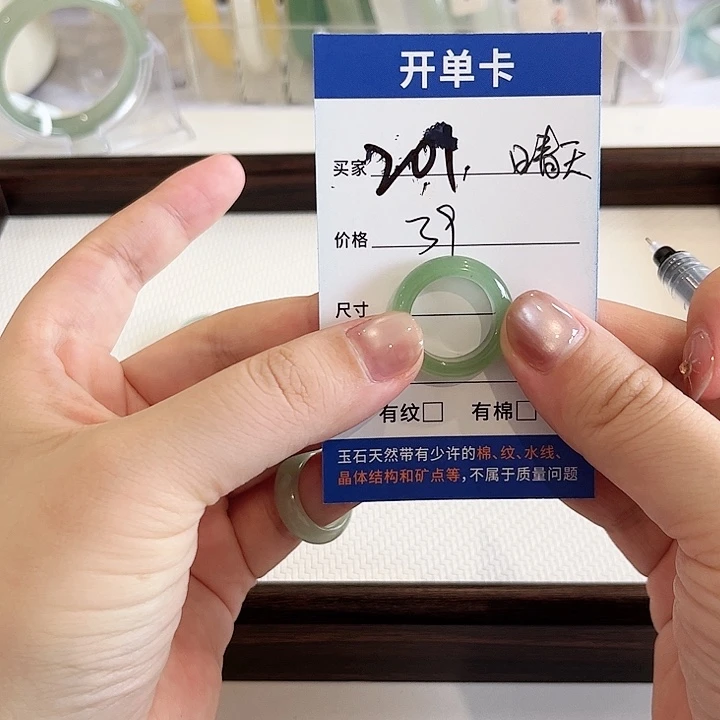 开单卡
买家 201. 晴天
价格 39
尺寸
有纹□ 有棉□
玉石天然带有少许的棉、纹、水线、
晶体结构和矿点等，不属于质量问题